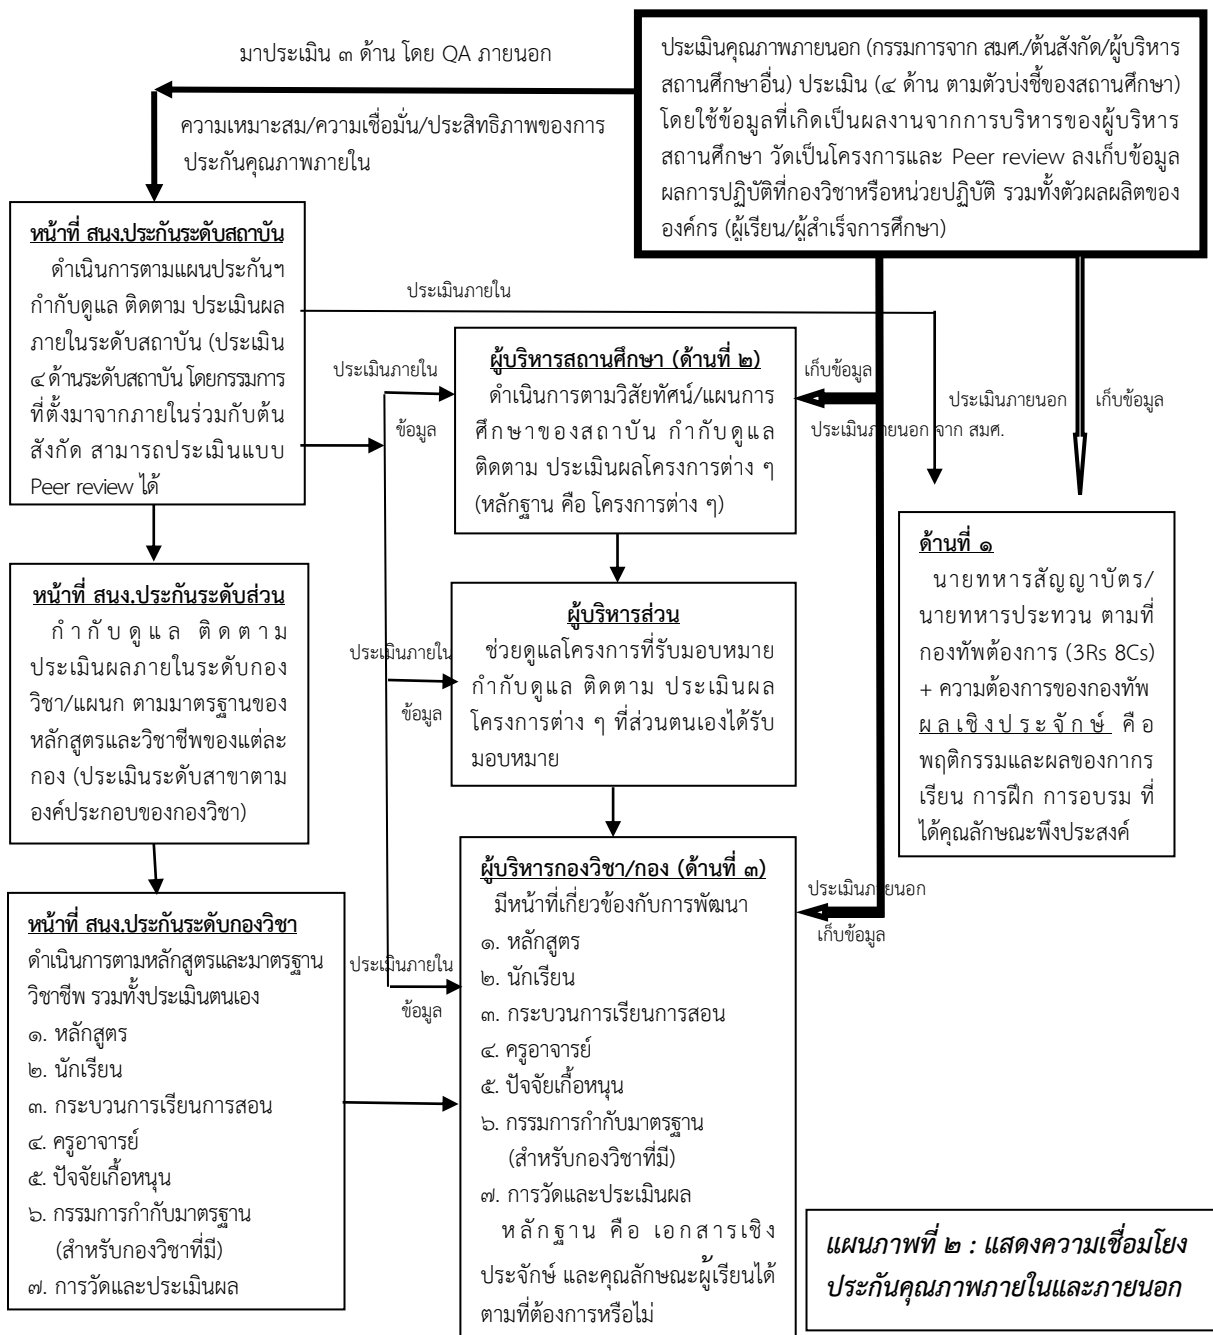 มาประเมิน ๓ ด้าน โดย QA ภายนอก
ความเหมาะสม/ความเชื่อมั่น/ประสิทธิภาพของการ
ประกันคุณภาพภายใน
ประเมินคุณภาพภายนอก (กรรมการจาก สมศ./ต้นสังกัด/ผู้บริหาร
สถานศึกษาอื่น) ประเมิน (๔ ด้าน ตามตัวบ่งชี้ของสถานศึกษา)
โดยใช้ข้อมูลที่เกิดเป็นผลงานจากการบริหารของผู้บริหาร
สถานศึกษา วัดเป็นโครงการและ Peer review ลงเก็บข้อมูล
ผลการปฏิบัติที่กองวิชาหรือหน่วยปฏิบัติ รวมทั้งตัวผลผลิตของ
องค์กร (ผู้เรียน/ผู้สำเร็จการศึกษา)
หน้าที่ สนง.ประกันระดับสถาบัน
ดำเนินการตามแผนประกันฯ
กำกับดูแล ติดตาม ประเมินผล
ภายในระดับสถาบัน (ประเมิน
๔ ด้านระดับสถาบัน โดยกรรมการ
ที่ตั้งมาจากภายในร่วมกับต้น
สังกัด สามารถประเมินแบบ
Peer review ได้
ประเมินภายใน
ประเมินภายใน
ข้อมูล
ผู้บริหารสถานศึกษา (ด้านที่ ๒)
ดำเนินการตามวิสัยทัศน์/แผนการ
ศึกษาของสถาบัน กำกับดูแล
ติดตาม ประเมินผลโครงการต่าง ๆ
(หลักฐาน คือ โครงการต่าง ๆ)
เก็บข้อมูล
ประเมินภายนอก จาก สมศ.
ประเมินภายนอก
เก็บข้อมูล
ด้านที่ ๑
นายทหารสัญญาบัตร/
นายทหารประทวน ตามที่
กองทัพต้องการ (3Rs 8Cs)
+ ความต้องการของกองทัพ
ผลเชิงประจักษ์ คือ
พฤติกรรมและผลของกากร
เรียน การฝึก การอบรม ที่
ได้คุณลักษณะพึงประสงค์
หน้าที่ สนง.ประกันระดับส่วน
กำกับดูแล ติดตาม
ประเมินผลภายในระดับกอง
วิชา/แผนก ตามมาตรฐานของ
หลักสูตรและวิชาชีพของแต่ละ
กอง (ประเมินระดับสาขาตาม
องค์ประกอบของกองวิชา)
ประเมินภายใน
ข้อมูล
ผู้บริหารส่วน
ช่วยดูแลโครงการที่รับมอบหมาย
กำกับดูแล ติดตาม ประเมินผล
โครงการต่าง ๆ ที่ส่วนตนเองได้รับ
มอบหมาย
หน้าที่ สนง.ประกันระดับกองวิชา
ดำเนินการตามหลักสูตรและมาตรฐาน
วิชาชีพ รวมทั้งประเมินตนเอง
๑. หลักสูตร
๒. นักเรียน
๓. กระบวนการเรียนการสอน
๔. ครูอาจารย์
๕. ปัจจัยเกื้อหนุน
๖. กรรมการกำกับมาตรฐาน
(สำหรับกองวิชาที่มี)
๗. การวัดและประเมินผล
ประเมินภายใน
ข้อมูล
ผู้บริหารกองวิชา/กอง (ด้านที่ ๓)
มีหน้าที่เกี่ยวข้องกับการพัฒนา
๑. หลักสูตร
๒. นักเรียน
๓. กระบวนการเรียนการสอน
๔. ครูอาจารย์
๕. ปัจจัยเกื้อหนุน
๖. กรรมการกำกับมาตรฐาน
(สำหรับกองวิชาที่มี)
๗. การวัดและประเมินผล
หลักฐาน คือ เอกสารเชิง
ประจักษ์ และคุณลักษณะผู้เรียนได้
ตามที่ต้องการหรือไม่
ประเมินภายนอก
เก็บข้อมูล
แผนภาพที่ ๒ : แสดงความเชื่อมโยง
ประกันคุณภาพภายในและภายนอก